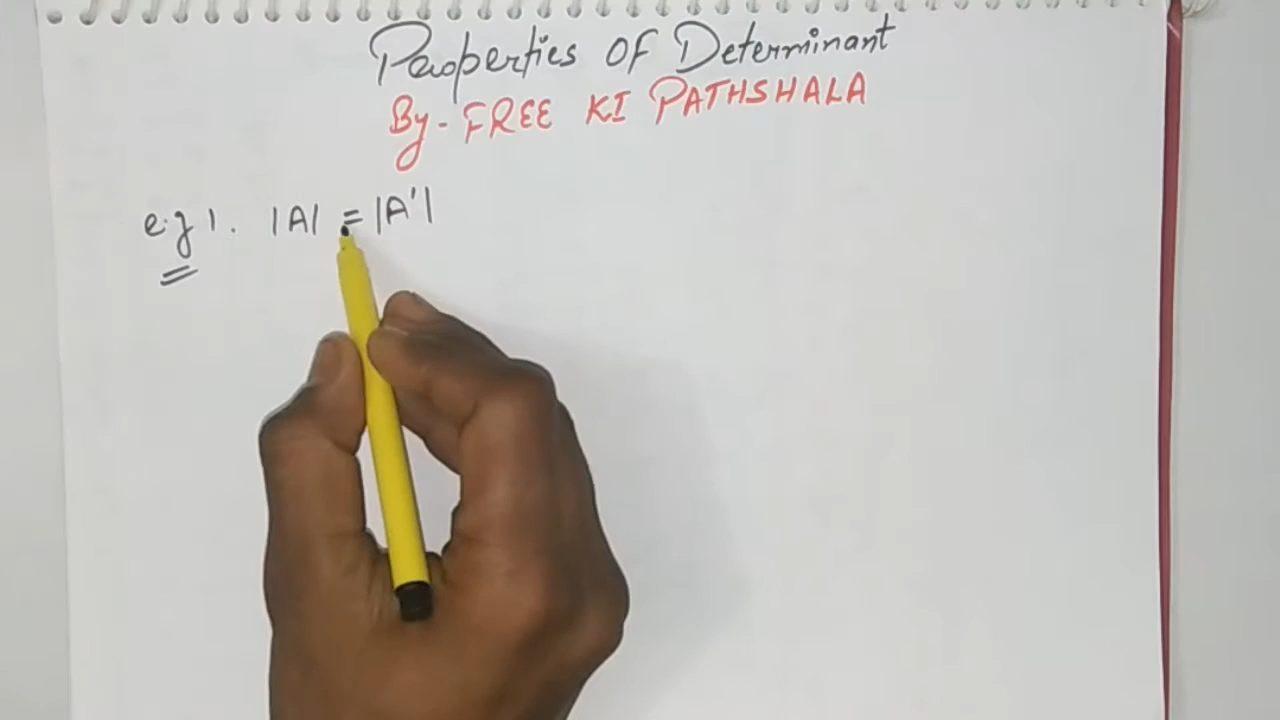 Properties Of Determinant
By- FREE KI PATHSHALA
e.g 1. |A| = |A'|